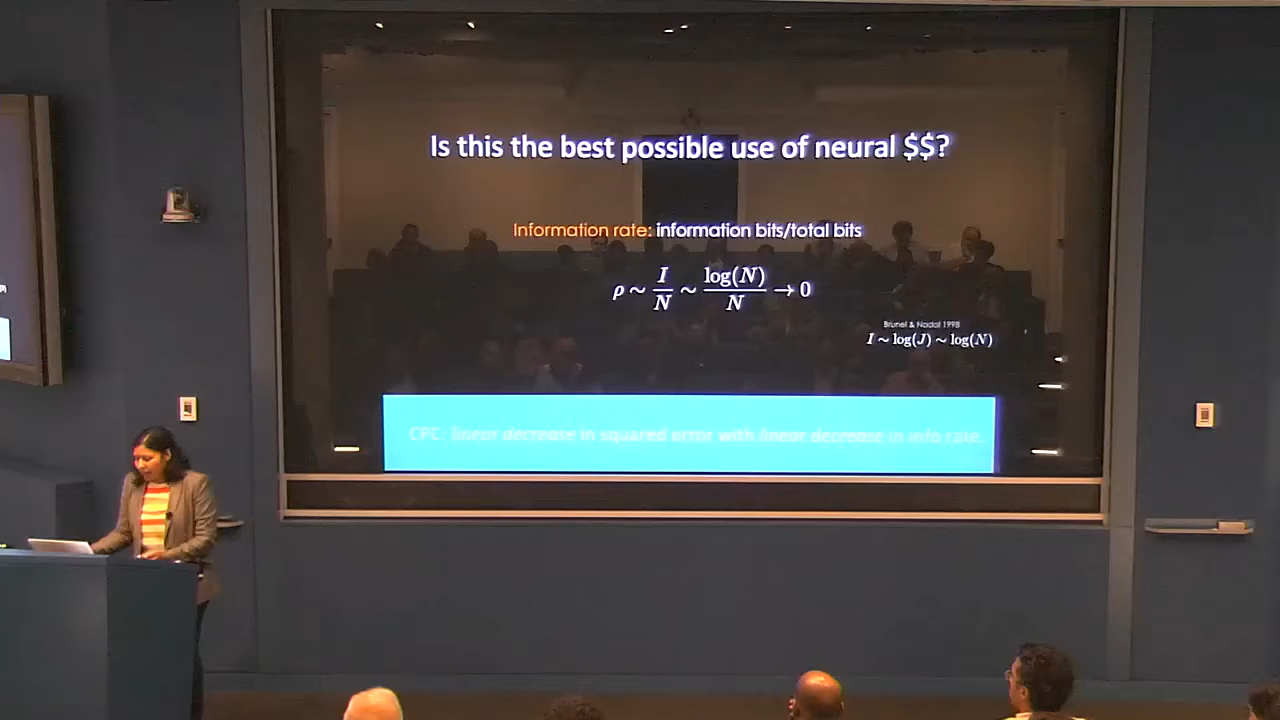 Is this the best possible use of neural $$?
Information rate: information bits/total bits
ρ ∼ I/N ∼ log(N)/N → 0
Brunel & Nadal 1998
I ∼ log(J) ∼ log(N)
CPC: linear decrease in squared error with linear decrease in info rate.